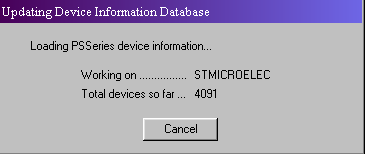 Updating Device Information Database
Loading PSSeries device information...
Working on ................ STMICROELEC
Total devices so far ... 4091
Cancel